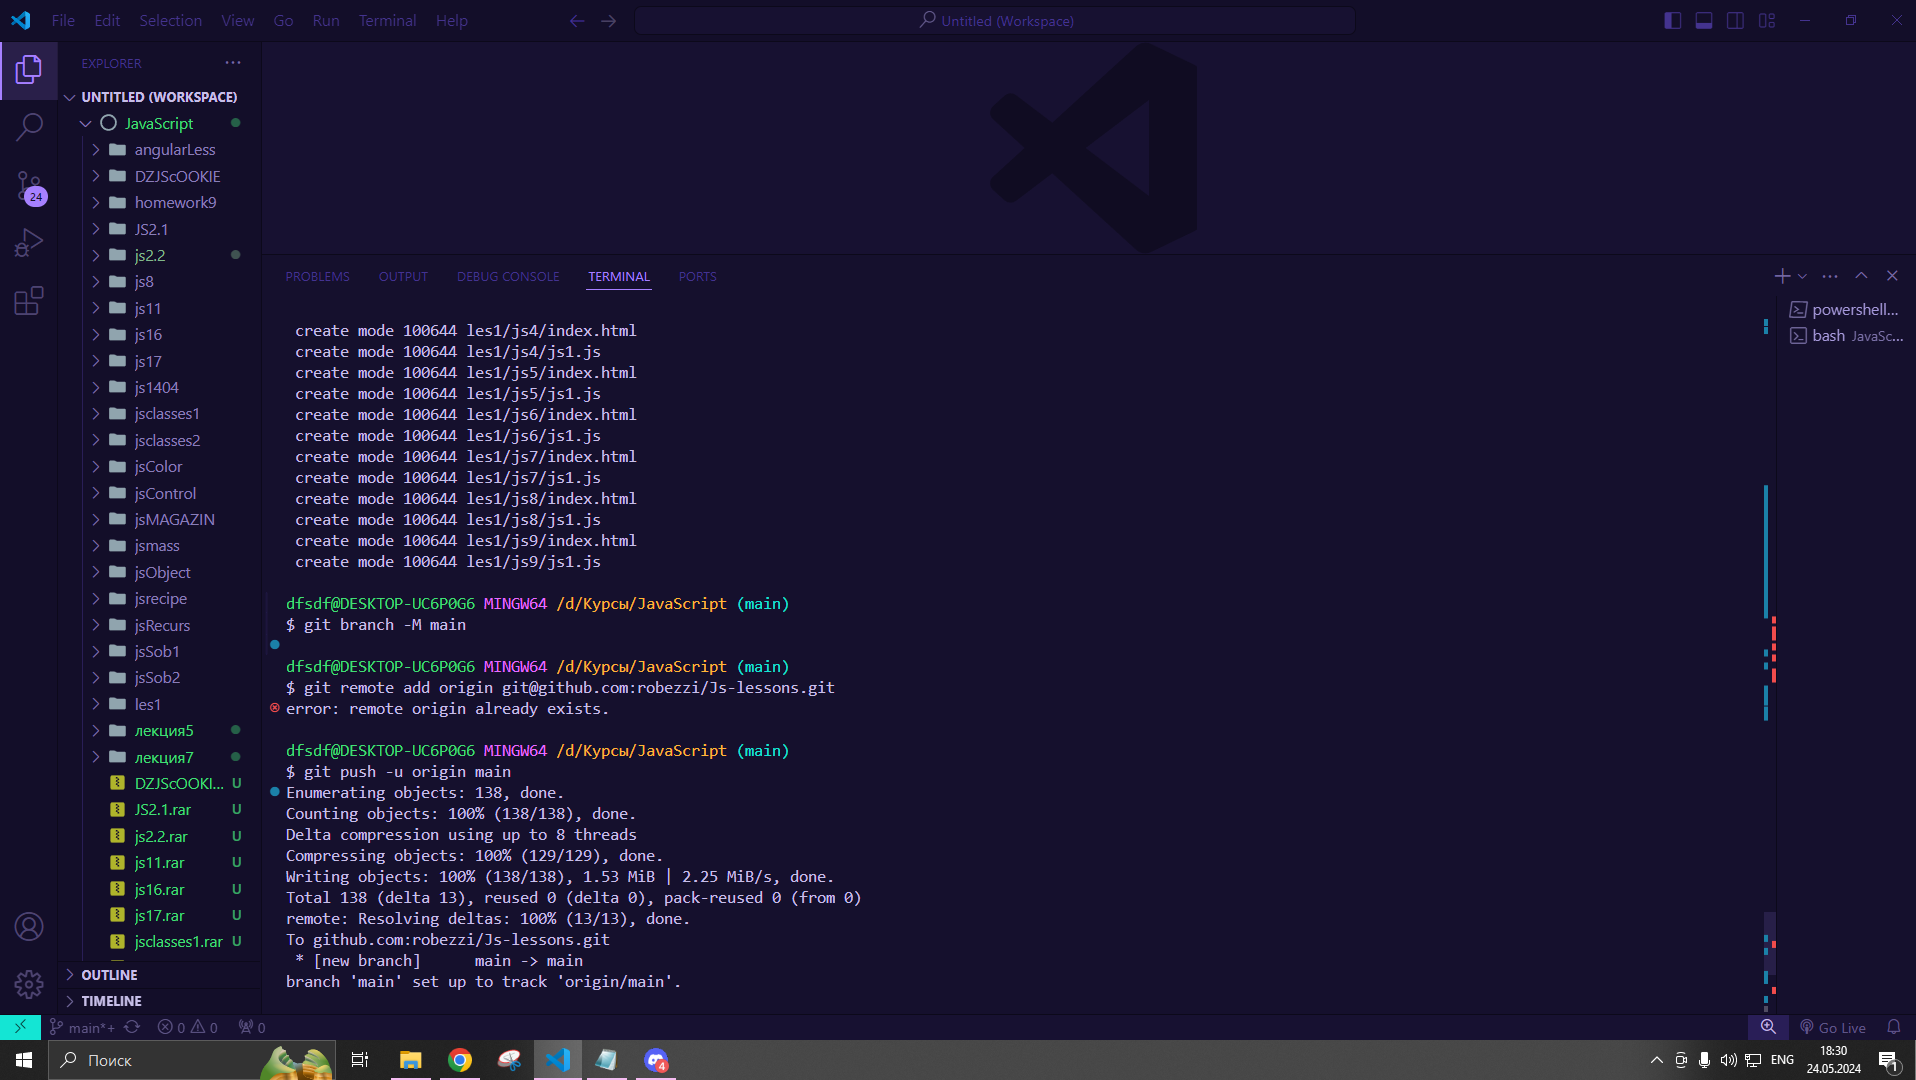 File Edit Selection View Go Run Terminal Help
Untitled (Workspace)
EXPLORER
UNTITLED (WORKSPACE)
JavaScript
angularLess
DZJScOOKIE
homework9
JS2.1
js2.2
js8
js11
js16
js17
js1404
jsclasses1
jsclasses2
jsColor
jsControl
jsMAGAZIN
jsmass
jsObject
jsrecipe
jsRecurs
jsSob1
jsSob2
les1
лекция5
лекция7
DZJScOOKI... U
JS2.1.rar U
js2.2.rar U
js11.rar U
js16.rar U
js17.rar U
jsclasses1.rar U
OUTLINE
TIMELINE
24
PROBLEMS OUTPUT DEBUG CONSOLE TERMINAL PORTS
powershell...
bash JavaSc...
create mode 100644 les1/js4/index.html
create mode 100644 les1/js4/js1.js
create mode 100644 les1/js5/index.html
create mode 100644 les1/js5/js1.js
create mode 100644 les1/js6/index.html
create mode 100644 les1/js6/js1.js
create mode 100644 les1/js7/index.html
create mode 100644 les1/js7/js1.js
create mode 100644 les1/js8/index.html
create mode 100644 les1/js8/js1.js
create mode 100644 les1/js9/index.html
create mode 100644 les1/js9/js1.js
dfsdf@DESKTOP-UC6P0G6 MINGW64 /d/Курсы/JavaScript (main)
$ git branch -M main
dfsdf@DESKTOP-UC6P0G6 MINGW64 /d/Курсы/JavaScript (main)
$ git remote add origin git@github.com:robezzi/Js-lessons.git
error: remote origin already exists.
dfsdf@DESKTOP-UC6P0G6 MINGW64 /d/Курсы/JavaScript (main)
$ git push -u origin main
Enumerating objects: 138, done.
Counting objects: 100% (138/138), done.
Delta compression using up to 8 threads
Compressing objects: 100% (129/129), done.
Writing objects: 100% (138/138), 1.53 MiB | 2.25 MiB/s, done.
Total 138 (delta 13), reused 0 (delta 0), pack-reused 0 (from 0)
remote: Resolving deltas: 100% (13/13), done.
To github.com:robezzi/Js-lessons.git
* [new branch] main -> main
branch 'main' set up to track 'origin/main'.
main*+ 0 0 0
Go Live
Поиск
4
ENG
18:30
24.05.2024
1